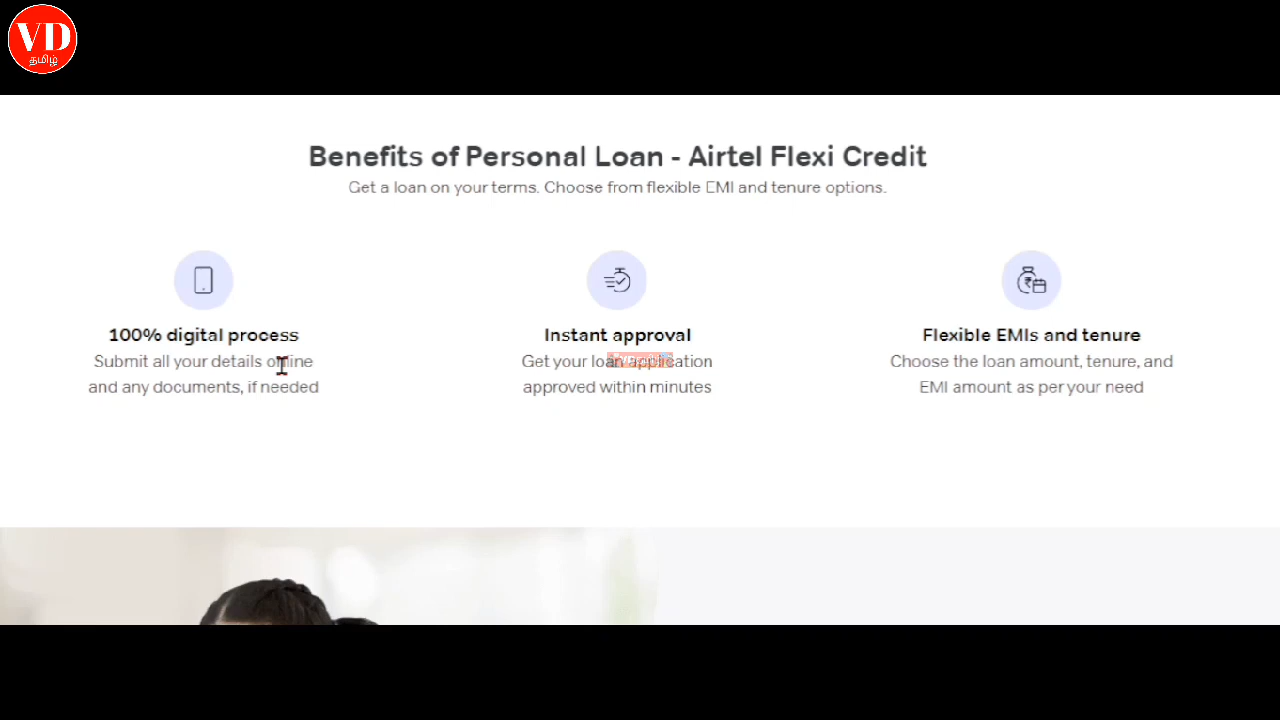 VD
தமிழ்
Benefits of Personal Loan - Airtel Flexi Credit
Get a loan on your terms. Choose from flexible EMI and tenure options.
100% digital process
Submit all your details online
and any documents, if needed
Instant approval
Get your loan application
approved within minutes
Flexible EMIs and tenure
Choose the loan amount, tenure, and
EMI amount as per your need